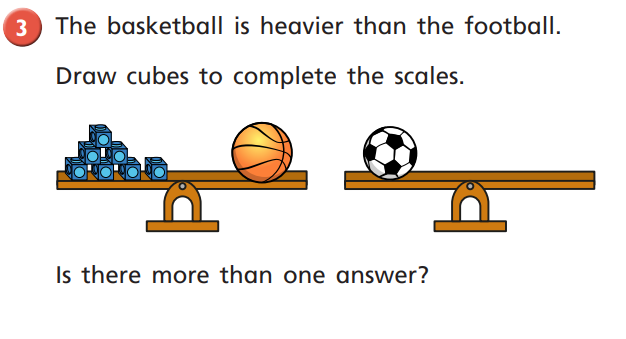 3 The basketball is heavier than the football.
Draw cubes to complete the scales.
Is there more than one answer?